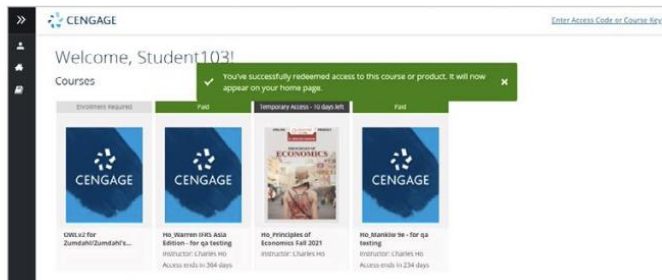 CENGAGE
Enter Access Code or Course Key
Welcome, Student103!
Courses
You've successfully redeemed access to this course or product. It will now
appear on your home page.
Enrollment Required
Paid
Temporary Access - 10 days left
Paid
CENGAGE
CENGAGE
PRINCIPLES OF
ECONOMICS
CENGAGE
OWLv2 for
Zumdahl/Zumdahl's...
Ho_Warren IFRS Asia
Edition - for qa testing
Instructor: Charles Ho
Access ends in 364 days
Ho_Principles of
Economics Fall 2021
Instructor: Charles Ho
Ho_Mankiw 9e - for qa
testing
Instructor: Charles Ho
Access ends in 234 days